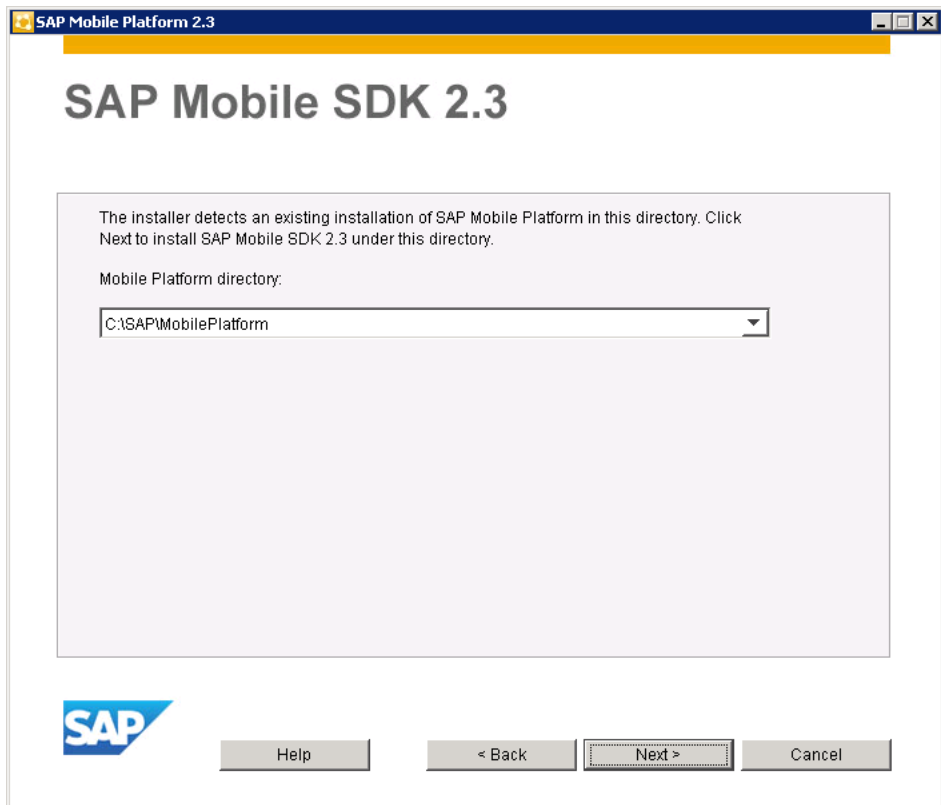 SAP Mobile Platform 2.3
SAP Mobile SDK 2.3
The installer detects an existing installation of SAP Mobile Platform in this directory. Click
Next to install SAP Mobile SDK 2.3 under this directory.
Mobile Platform directory:
C:\SAP\MobilePlatform
SAP
Help
< Back
Next >
Cancel